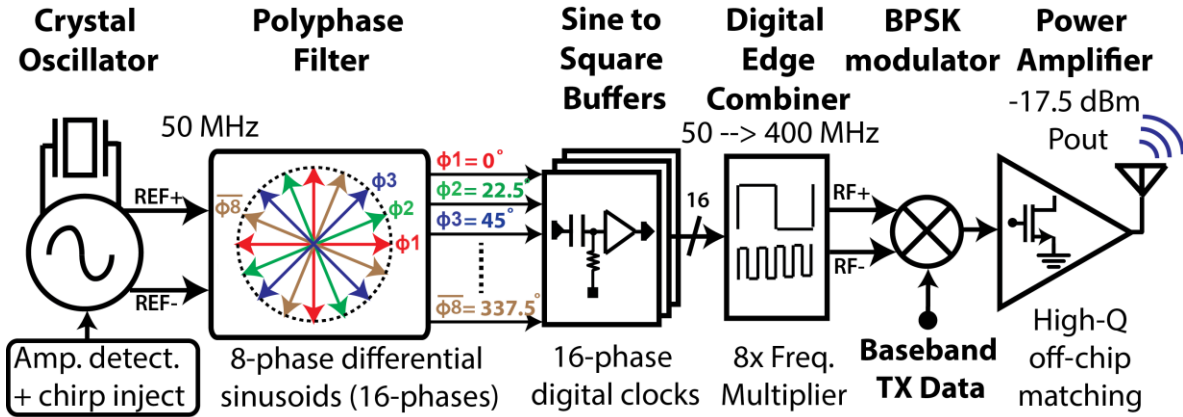 Crystal
Oscillator
Polyphase
Filter
Sine to
Square
Buffers
Digital
Edge
Combiner
BPSK
modulator
Power
Amplifier
50 MHz
50 --> 400 MHz
-17.5 dBm
Pout
REF+
REF-
ϕ3
ϕ2
ϕ1
ϕ8̅
ϕ1 = 0°
ϕ2 = 22.5°
ϕ3 = 45°
ϕ8̅ = 337.5°
16
RF+
RF-
Amp. detect.
+ chirp inject
8-phase differential
sinusoids (16-phases)
16-phase
digital clocks
8x Freq.
Multiplier
Baseband
TX Data
High-Q
off-chip
matching